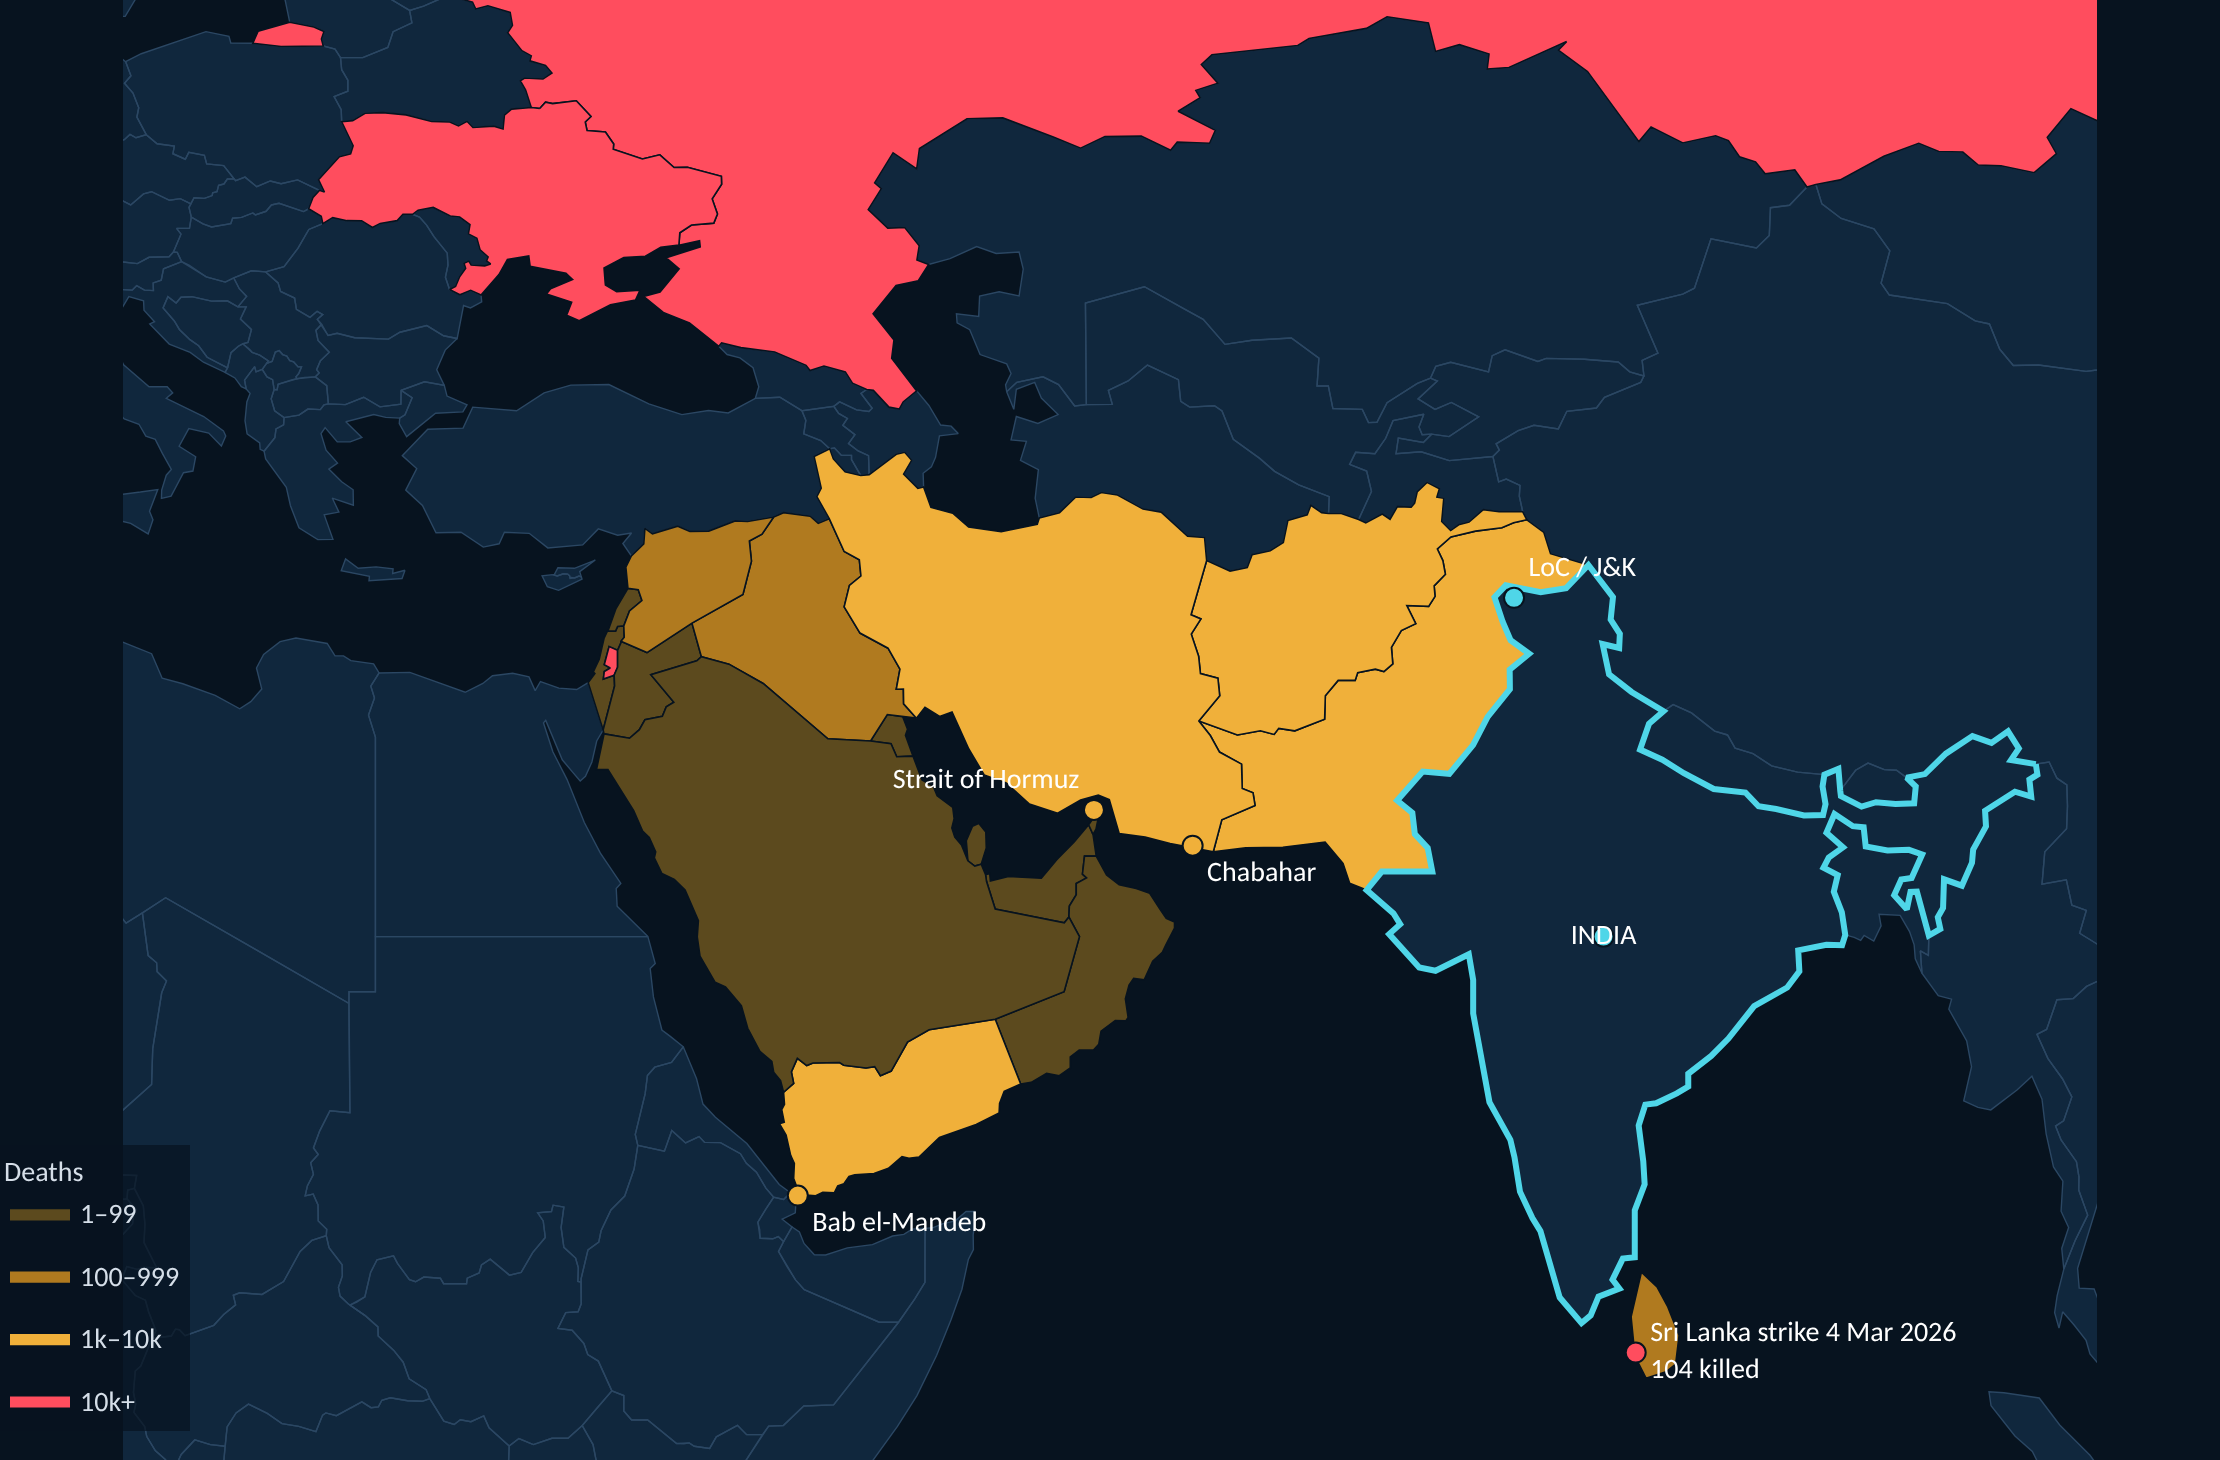 LoC / J&K
Strait of Hormuz
Chabahar
INDIA
Deaths
1–99
100–999
1k–10k
10k+
Bab el-Mandeb
Sri Lanka strike 4 Mar 2026
104 killed